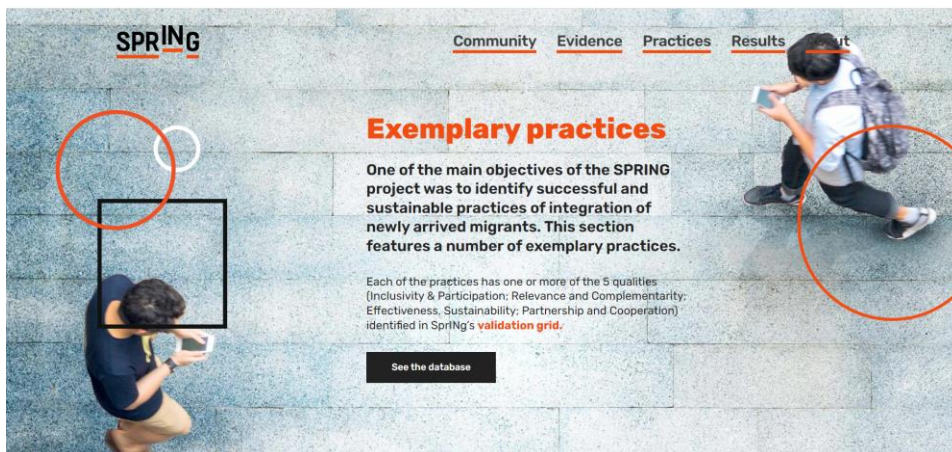 SPRING
Community Evidence Practices Results
Exemplary practices
One of the main objectives of the SPRING
project was to identify successful and
sustainable practices of integration of
newly arrived migrants. This section
features a number of exemplary practices.
Each of the practices has one or more of the 5 qualities
(Inclusivity & Participation; Relevance and Complementarity;
Effectiveness, Sustainability; Partnership and Cooperation)
identified in SprINg's validation grid.
See the database